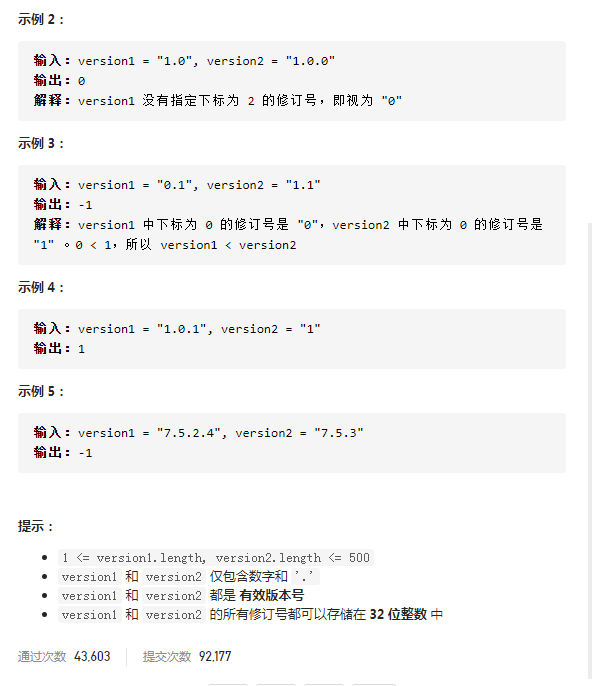 示例 2：
输入：version1 = "1.0", version2 = "1.0.0"
输出：0
解释：version1 没有指定下标为 2 的修订号，即视为 "0"
示例 3：
输入：version1 = "0.1", version2 = "1.1"
输出：-1
解释：version1 中下标为 0 的修订号是 "0"，version2 中下标为 0 的修订号是
"1" 。0 < 1，所以 version1 < version2
示例 4：
输入：version1 = "1.0.1", version2 = "1"
输出：1
示例 5：
输入：version1 = "7.5.2.4", version2 = "7.5.3"
输出：-1
提示：
• 1 <= version1.length, version2.length <= 500
• version1 和 version2 仅包含数字和 '.'
• version1 和 version2 都是 有效版本号
• version1 和 version2 的所有修订号都可以存储在 32 位整数 中
通过次数 43,603 提交次数 92,177